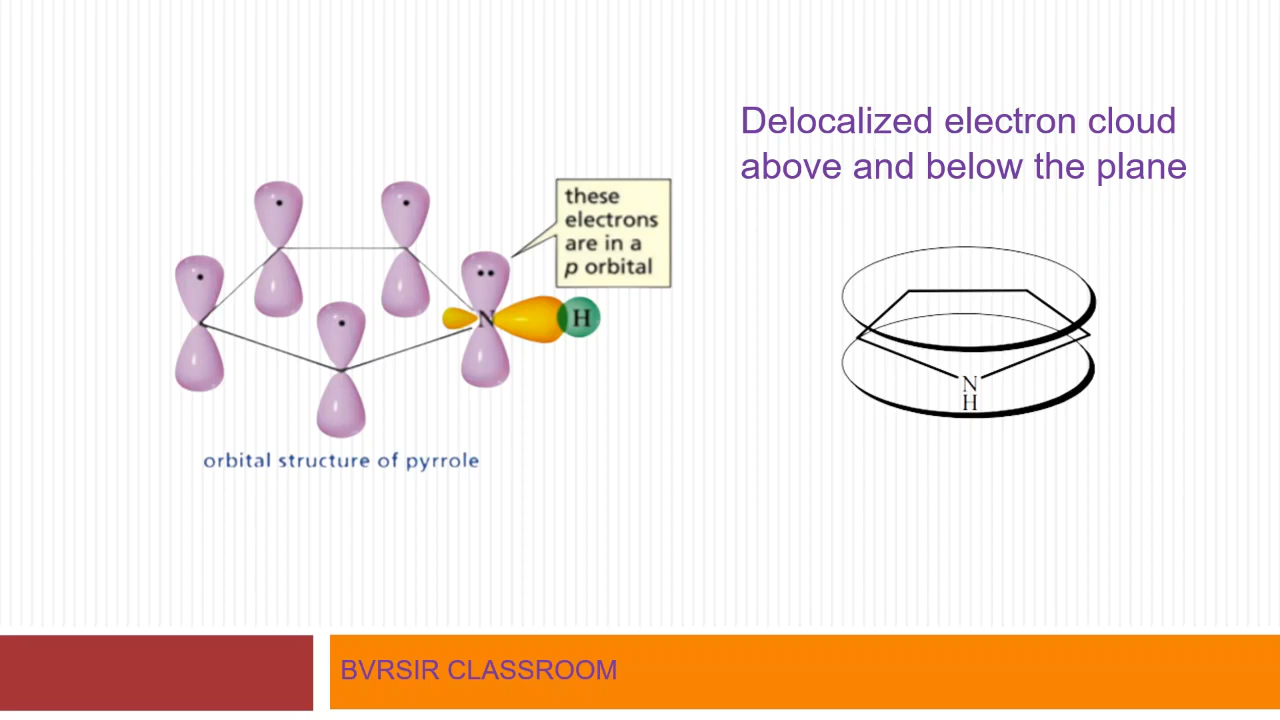 Delocalized electron cloud
above and below the plane
these
electrons
are in a
p orbital
N
H
orbital structure of pyrrole
N
H
BVRSIR CLASSROOM